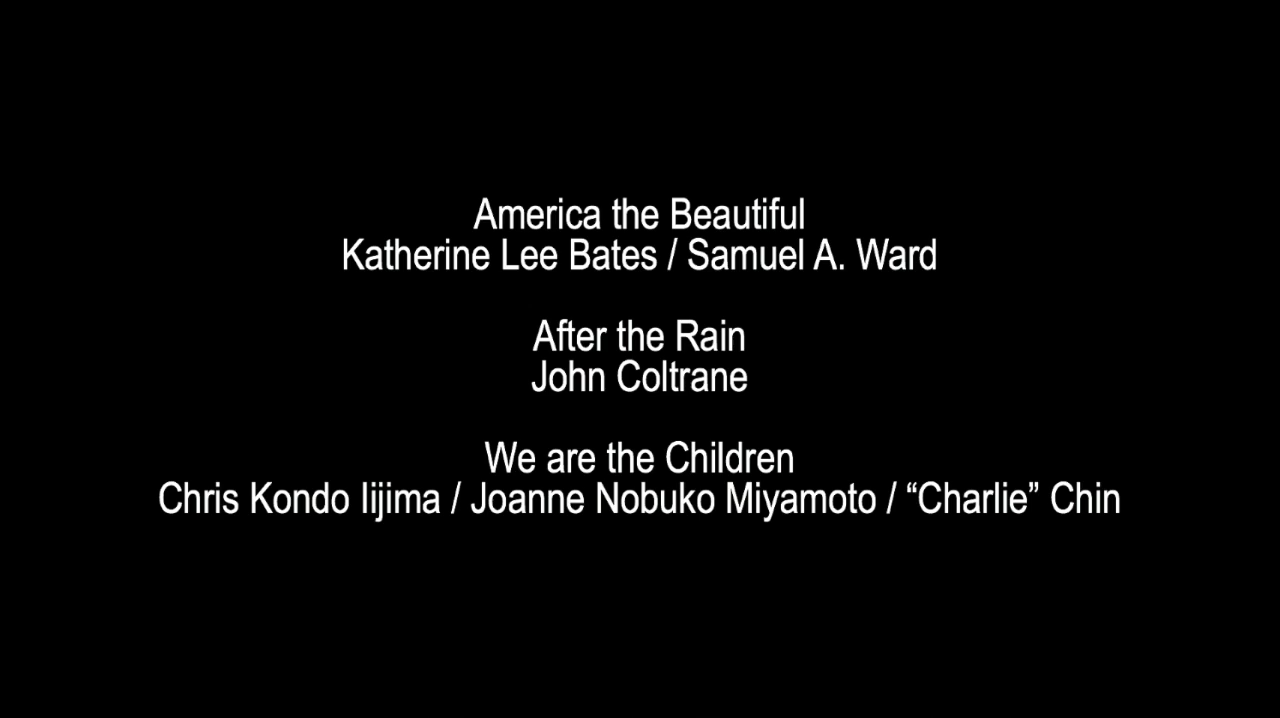 America the Beautiful
Katherine Lee Bates / Samuel A. Ward
After the Rain
John Coltrane
We are the Children
Chris Kondo Iijima / Joanne Nobuko Miyamoto / “Charlie” Chin